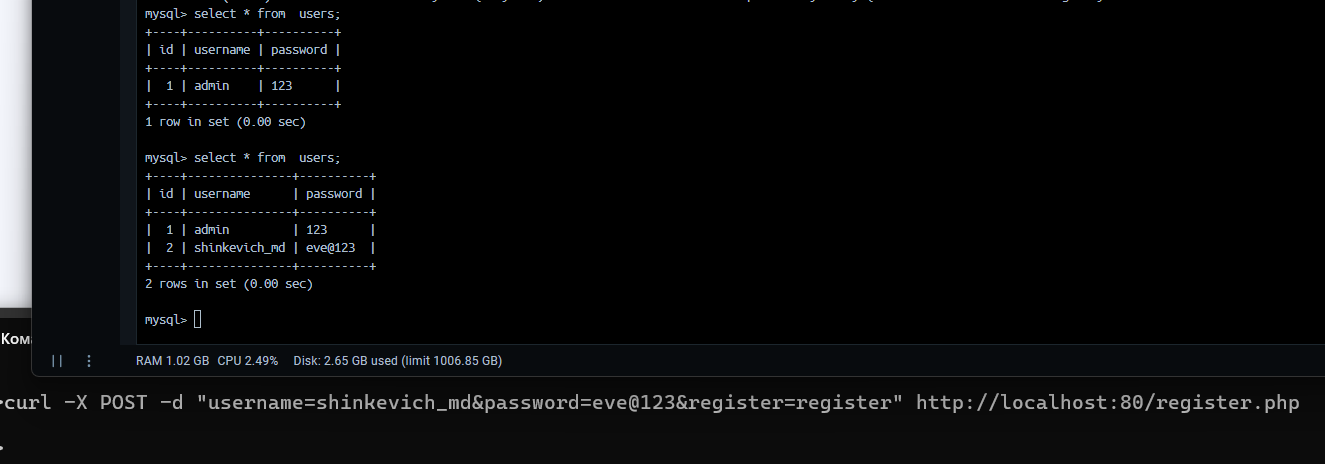 mysql> select * from  users;
+----+----------+----------+
| id | username | password |
+----+----------+----------+
|  1 | admin    | 123      |
+----+----------+----------+
1 row in set (0.00 sec)
mysql> select * from  users;
+----+---------------+----------+
| id | username      | password |
+----+---------------+----------+
|  1 | admin         | 123      |
|  2 | shinkevich_md | eve@123  |
+----+---------------+----------+
2 rows in set (0.00 sec)
mysql>
Кома
RAM 1.02 GB CPU 2.49% Disk: 2.65 GB used (limit 1006.85 GB)
>curl -X POST -d "username=shinkevich_md&password=eve@123&register=register" http://localhost:80/register.php
>